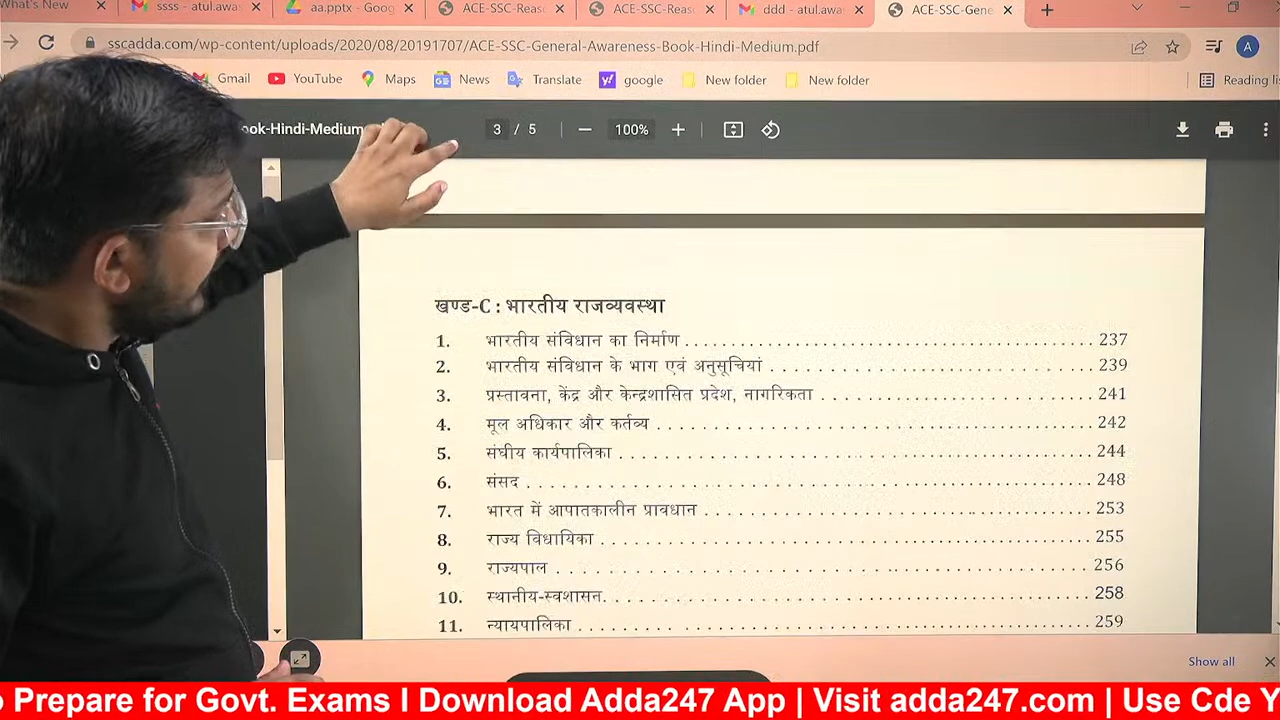 What's New ssss - atul.awas aa.pptx - Goog ACE-SSC-Reaso ACE-SSC-Reaso ddd - atul.awas ACE-SSC-Gene
sscadda.com/wp-content/uploads/2020/08/20191707/ACE-SSC-General-Awareness-Book-Hindi-Medium.pdf A
Gmail YouTube Maps News Translate google New folder New folder Reading
ook-Hindi-Medium 3 / 5 100%
खण्ड-C : भारतीय राजव्यवस्था
1. भारतीय संविधान का निर्माण 237
2. भारतीय संविधान के भाग एवं अनुसूचियां 239
3. प्रस्तावना, केंद्र और केन्द्रशासित प्रदेश, नागरिकता 241
4. मूल अधिकार और कर्तव्य 242
5. संघीय कार्यपालिका 244
6. संसद 248
7. भारत में आपातकालीन प्रावधान 253
8. राज्य विधायिका 255
9. राज्यपाल 256
10. स्थानीय-स्वशासन 258
11. न्यायपालिका 259
Show all
o Prepare for Govt. Exams I Download Adda247 App | Visit adda247.com | Use Cde Y